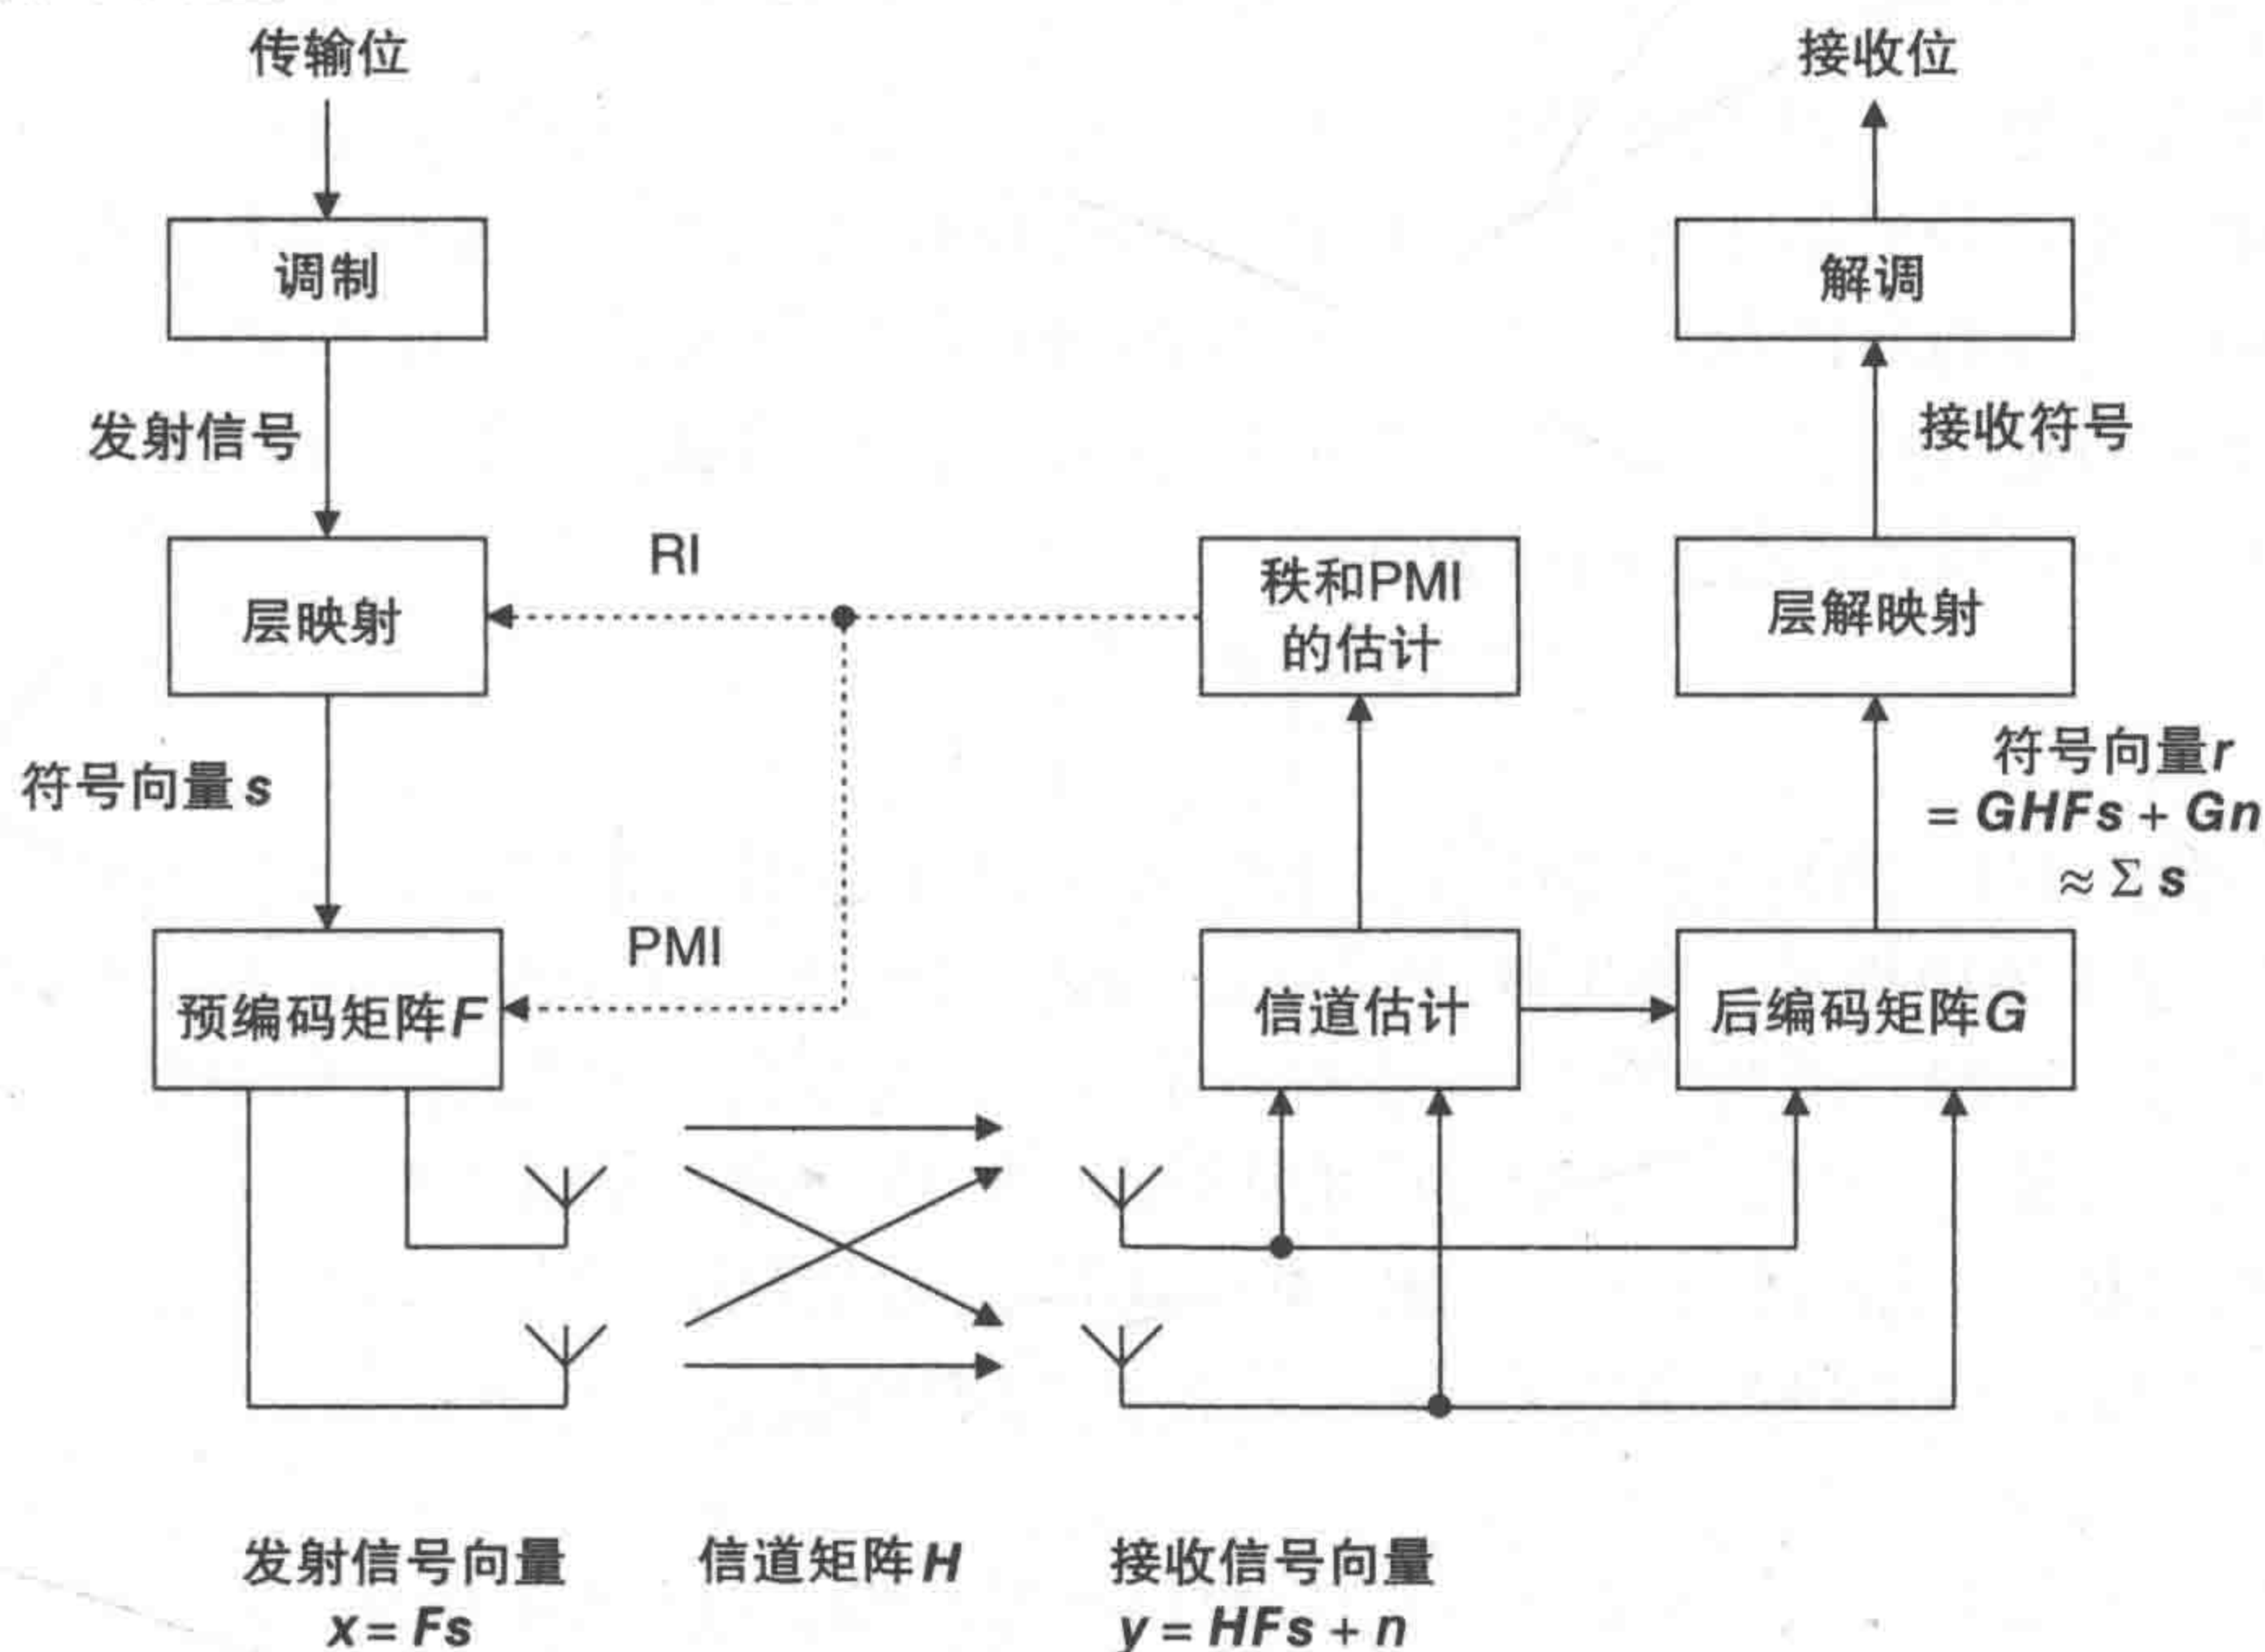 传输位
接收位
调制
解调
发射信号
接收符号
RI
层映射
秩和PMI
的估计
层解映射
符号向量s
符号向量r
= GHFs + Gn
≈ Σ s
PMI
预编码矩阵F
信道估计
后编码矩阵G
发射信号向量
x = Fs
信道矩阵H
接收信号向量
y = HFs + n